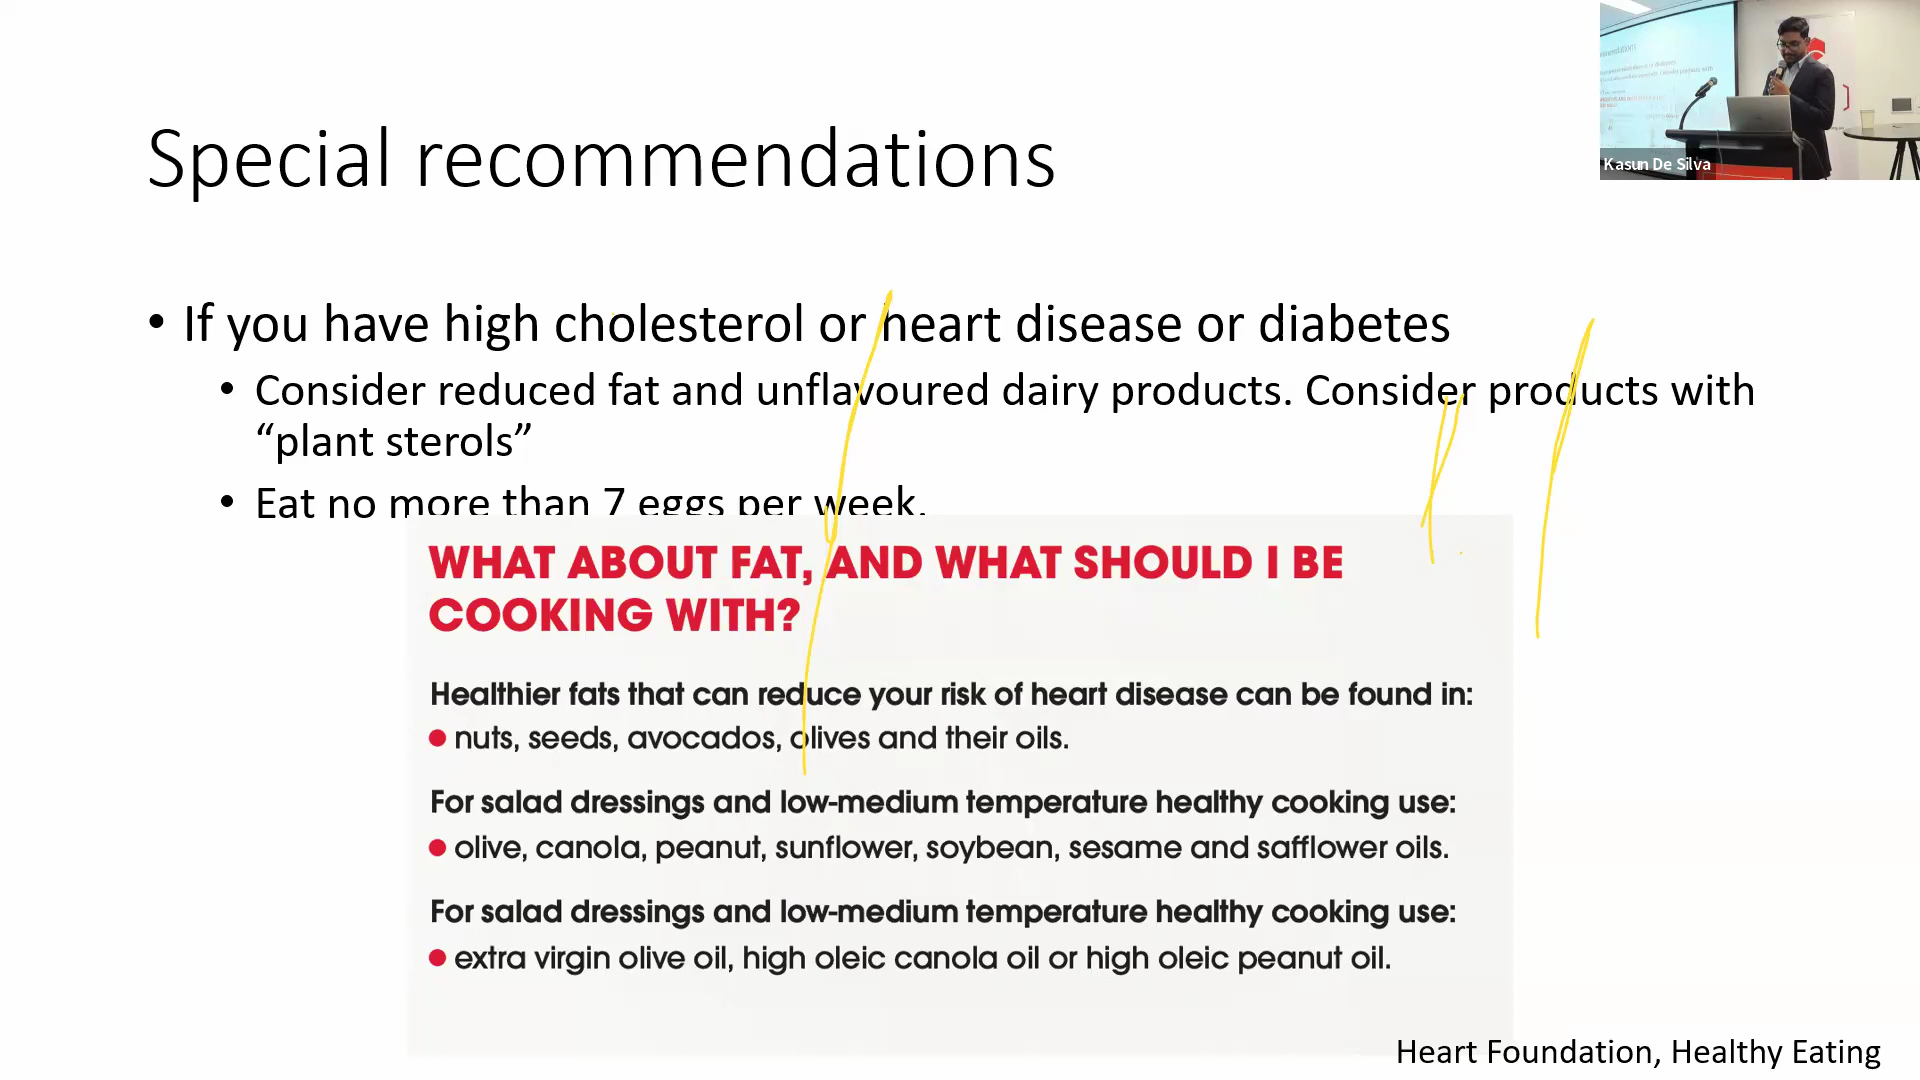 Special recommendations
• If you have high cholesterol or heart disease or diabetes
• Consider reduced fat and unflavoured dairy products. Consider products with
“plant sterols”
• Eat no more than 7 eggs per week.
WHAT ABOUT FAT, AND WHAT SHOULD I BE
COOKING WITH?
Healthier fats that can reduce your risk of heart disease can be found in:
• nuts, seeds, avocados, olives and their oils.
For salad dressings and low-medium temperature healthy cooking use:
• olive, canola, peanut, sunflower, soybean, sesame and safflower oils.
For salad dressings and low-medium temperature healthy cooking use:
• extra virgin olive oil, high oleic canola oil or high oleic peanut oil.
Heart Foundation, Healthy Eating
Kasun De Silva